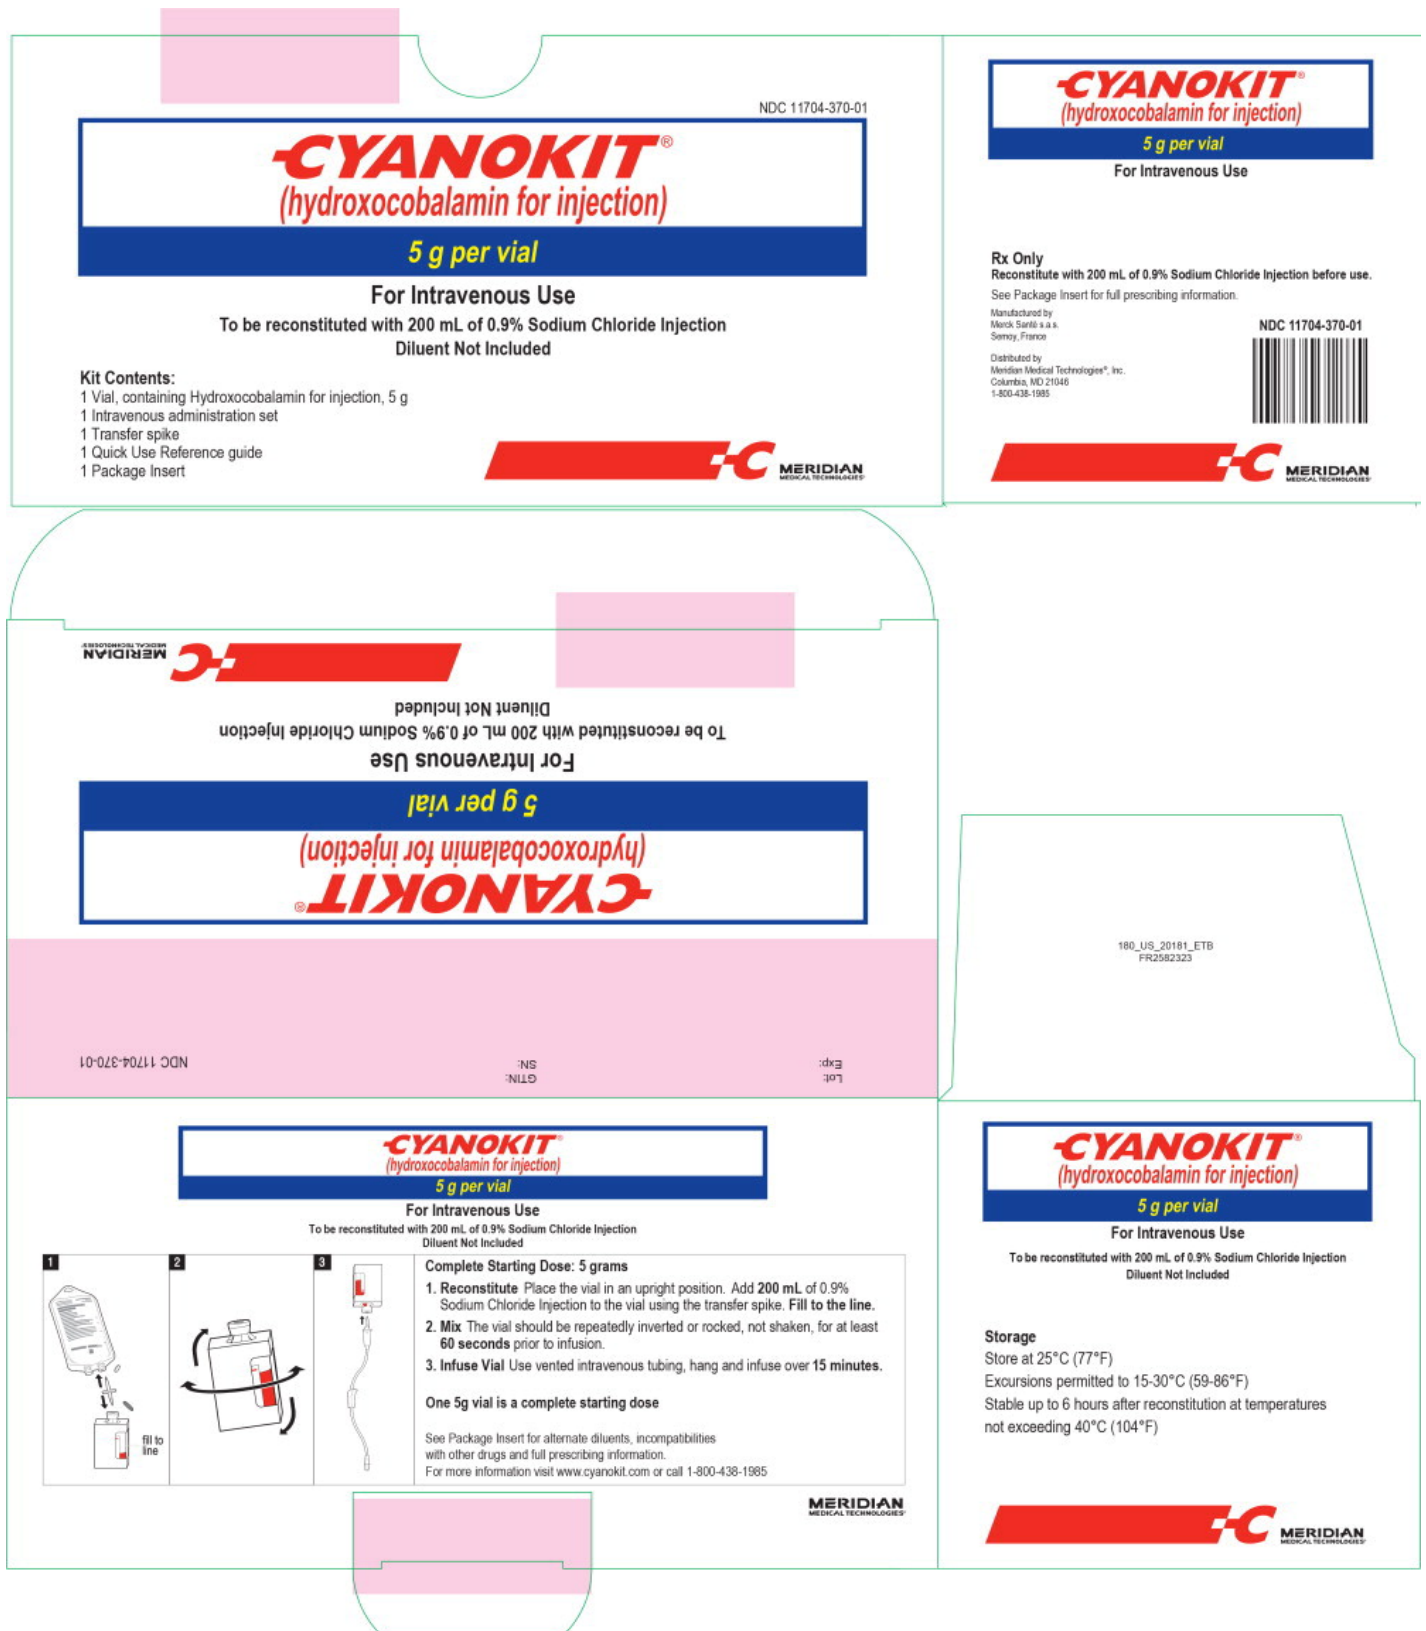 NDC 11704-370-01
CYANOKIT®
(hydroxocobalamin for injection)
5 g per vial
For Intravenous Use
To be reconstituted with 200 mL of 0.9% Sodium Chloride Injection
Diluent Not Included
Kit Contents:
1 Vial, containing Hydroxocobalamin for injection, 5 g
1 Intravenous administration set
1 Transfer spike
1 Quick Use Reference guide
1 Package Insert
MERIDIAN
MEDICAL TECHNOLOGIES®
CYANOKIT®
(hydroxocobalamin for injection)
5 g per vial
For Intravenous Use
Rx Only
Reconstitute with 200 mL of 0.9% Sodium Chloride Injection before use.
See Package Insert for full prescribing information.
Manufactured by
Merck Santé s.a.s.
Semoy, France
Distributed by
Meridian Medical Technologies®, Inc.
Columbia, MD 21046
1-800-438-1985
NDC 11704-370-01
MERIDIAN
MEDICAL TECHNOLOGIES®
Lot:
Exp:
GTIN:
SN:
NDC 11704-370-01
CYANOKIT®
(hydroxocobalamin for injection)
5 g per vial
For Intravenous Use
To be reconstituted with 200 mL of 0.9% Sodium Chloride Injection
Diluent Not Included
MERIDIAN
MEDICAL TECHNOLOGIES®
180_US_20181_ETB
FR2582323
CYANOKIT®
(hydroxocobalamin for injection)
5 g per vial
For Intravenous Use
To be reconstituted with 200 mL of 0.9% Sodium Chloride Injection
Diluent Not Included
1
fill to
line
2
3
Complete Starting Dose: 5 grams
1. Reconstitute Place the vial in an upright position. Add 200 mL of 0.9%
Sodium Chloride Injection to the vial using the transfer spike. Fill to the line.
2. Mix The vial should be repeatedly inverted or rocked, not shaken, for at least
60 seconds prior to infusion.
3. Infuse Vial Use vented intravenous tubing, hang and infuse over 15 minutes.
One 5g vial is a complete starting dose
See Package Insert for alternate diluents, incompatibilities
with other drugs and full prescribing information.
For more information visit www.cyanokit.com or call 1-800-438-1985
MERIDIAN
MEDICAL TECHNOLOGIES®
CYANOKIT®
(hydroxocobalamin for injection)
5 g per vial
For Intravenous Use
To be reconstituted with 200 mL of 0.9% Sodium Chloride Injection
Diluent Not Included
Storage
Store at 25°C (77°F)
Excursions permitted to 15-30°C (59-86°F)
Stable up to 6 hours after reconstitution at temperatures
not exceeding 40°C (104°F)
MERIDIAN
MEDICAL TECHNOLOGIES®